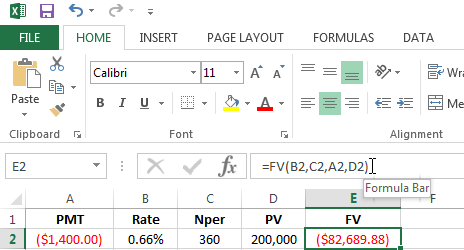 FILE HOME INSERT PAGE LAYOUT FORMULAS DATA
Calibri 11 A A Wra
Paste B I U A Mer
Clipboard Font Alignment
E2 fx =FV(B2,C2,A2,D2)
Formula Bar
A B C D E F
1 PMT Rate Nper PV FV
2 ($1,400.00) 0.66% 360 200,000 ($82,689.88)